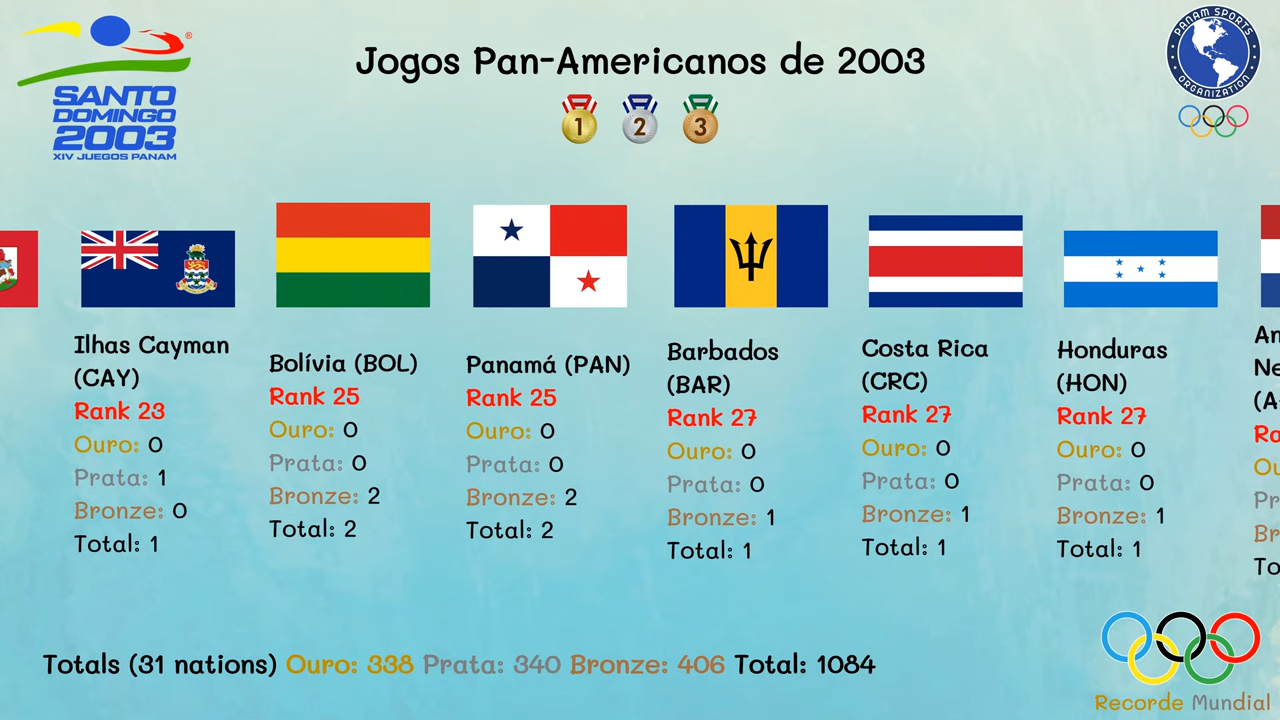 SANTO
DOMINGO
2003
XIV JUEGOS PANAM
®
Jogos Pan-Americanos de 2003
1 2 3
PANAM SPORTS
ORGANIZATION
Ilhas Cayman
(CAY)
Rank 23
Ouro: 0
Prata: 1
Bronze: 0
Total: 1
Bolívia (BOL)
Rank 25
Ouro: 0
Prata: 0
Bronze: 2
Total: 2
Panamá (PAN)
Rank 25
Ouro: 0
Prata: 0
Bronze: 2
Total: 2
Barbados
(BAR)
Rank 27
Ouro: 0
Prata: 0
Bronze: 1
Total: 1
Costa Rica
(CRC)
Rank 27
Ouro: 0
Prata: 0
Bronze: 1
Total: 1
Honduras
(HON)
Rank 27
Ouro: 0
Prata: 0
Bronze: 1
Total: 1
Totals (31 nations) Ouro: 338 Prata: 340 Bronze: 406 Total: 1084
Recorde Mundial